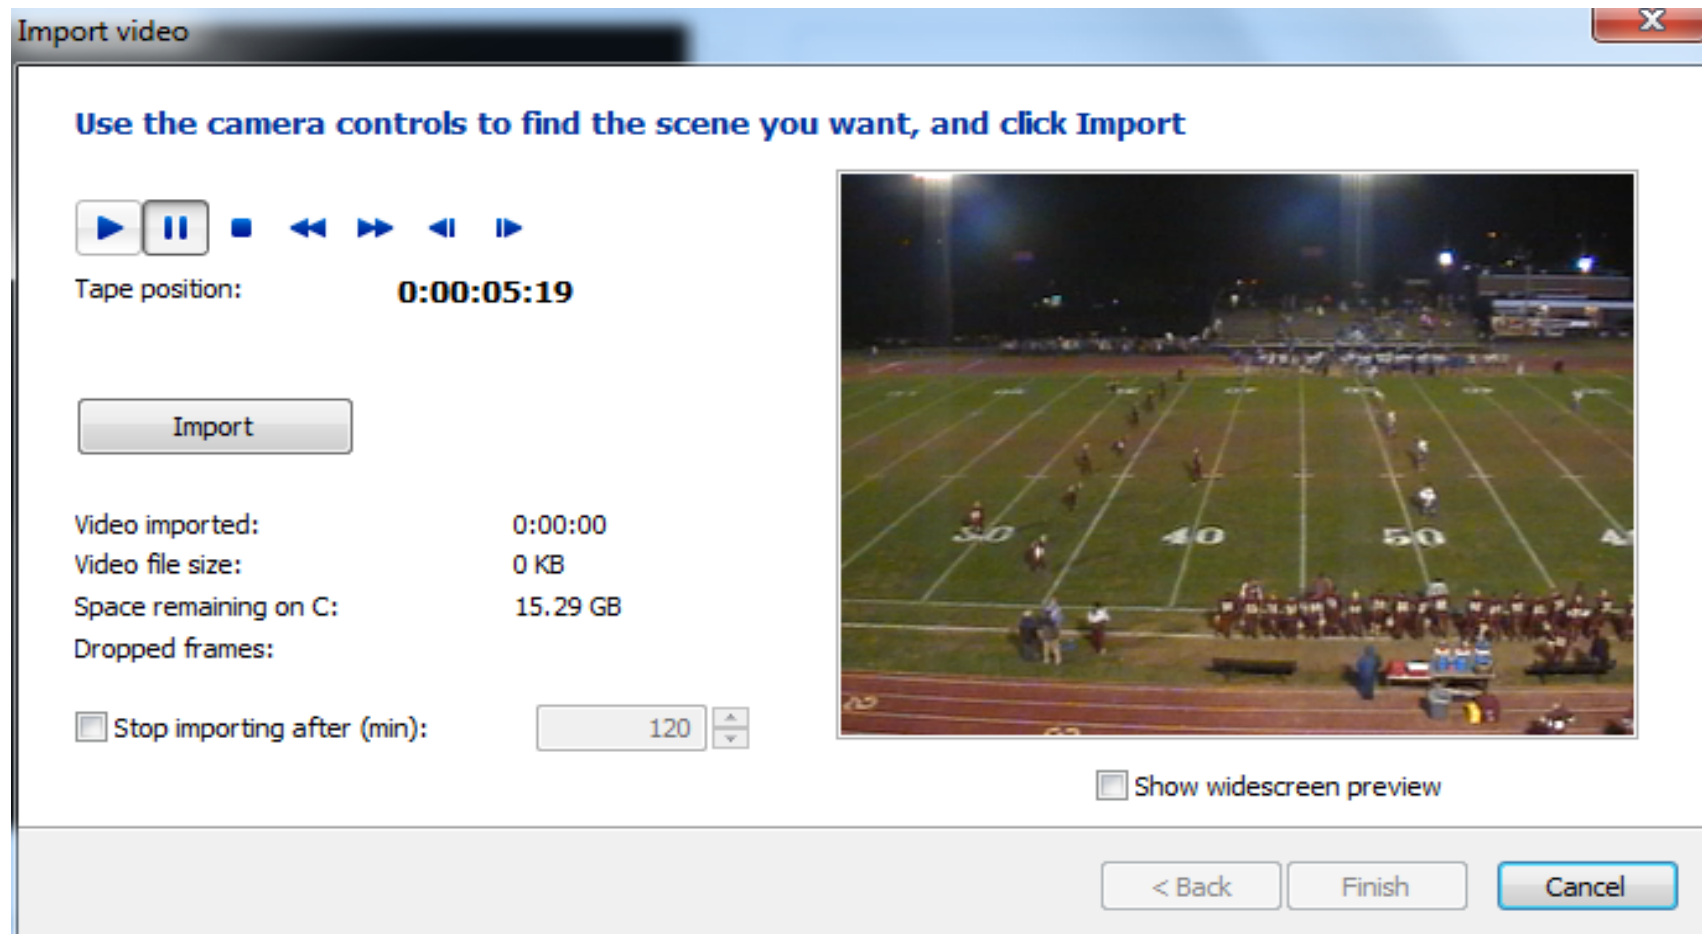 Import video
Use the camera controls to find the scene you want, and click Import
Tape position: 0:00:05:19
Import
Video imported: 0:00:00
Video file size: 0 KB
Space remaining on C: 15.29 GB
Dropped frames:
Stop importing after (min): 120
30 40 50
Show widescreen preview
< Back Finish Cancel